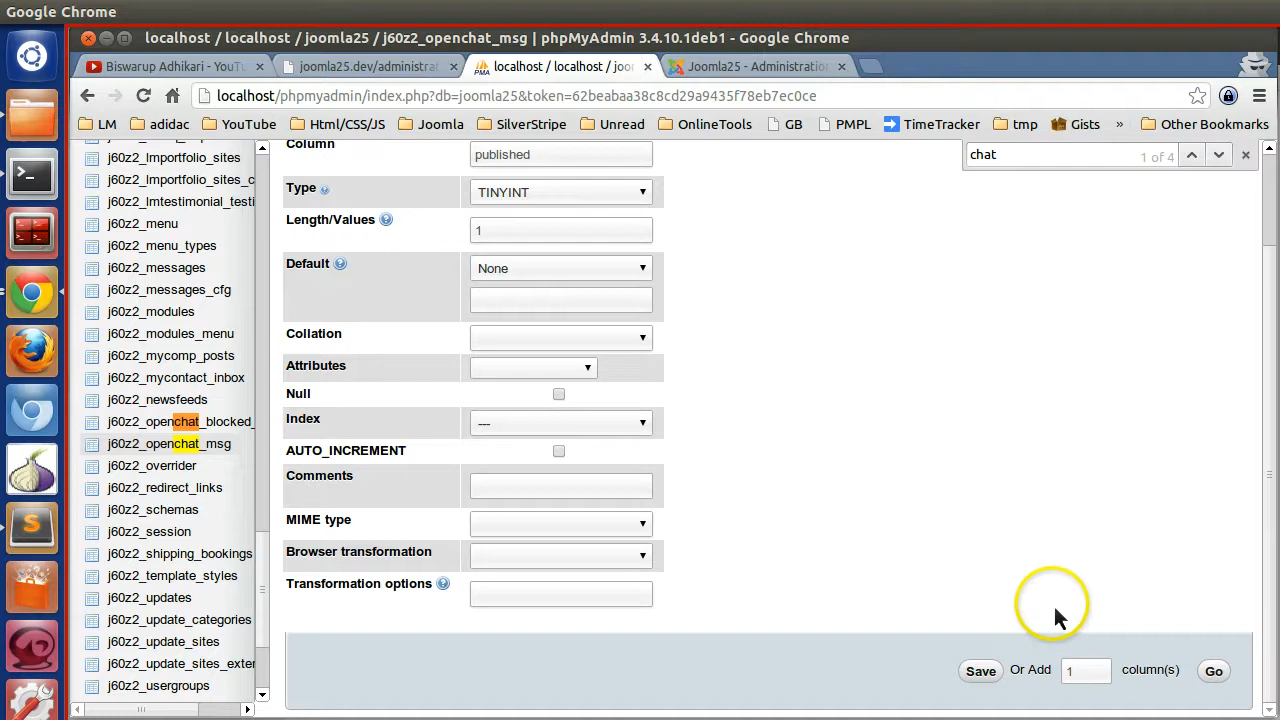 Google Chrome
localhost / localhost / joomla25 / j60z2_openchat_msg | phpMyAdmin 3.4.10.1deb1 - Google Chrome
Biswarup Adhikari - YouT
joomla25.dev/administra
localhost / localhost / joo
Joomla25 - Administratio
localhost/phpmyadmin/index.php?db=joomla25&token=62beabaa38c8cd29a9435f78eb7ec0ce
LM adidac YouTube Html/CSS/JS Joomla SilverStripe Unread OnlineTools GB PMPL TimeTracker tmp Gists » Other Bookmarks
chat 1 of 4
j60z2_lmportfolio_sites
j60z2_lmportfolio_sites_c
j60z2_lmtestimonial_testi
j60z2_menu
j60z2_menu_types
j60z2_messages
j60z2_messages_cfg
j60z2_modules
j60z2_modules_menu
j60z2_mycomp_posts
j60z2_mycontact_inbox
j60z2_newsfeeds
j60z2_openchat_blocked_
j60z2_openchat_msg
j60z2_overrider
j60z2_redirect_links
j60z2_schemas
j60z2_session
j60z2_shipping_bookings
j60z2_template_styles
j60z2_updates
j60z2_update_categories
j60z2_update_sites
j60z2_update_sites_exter
j60z2_usergroups
Column published
Type TINYINT
Length/Values 1
Default None
Collation
Attributes
Null
Index ---
AUTO_INCREMENT
Comments
MIME type
Browser transformation
Transformation options
Save Or Add 1 column(s) Go